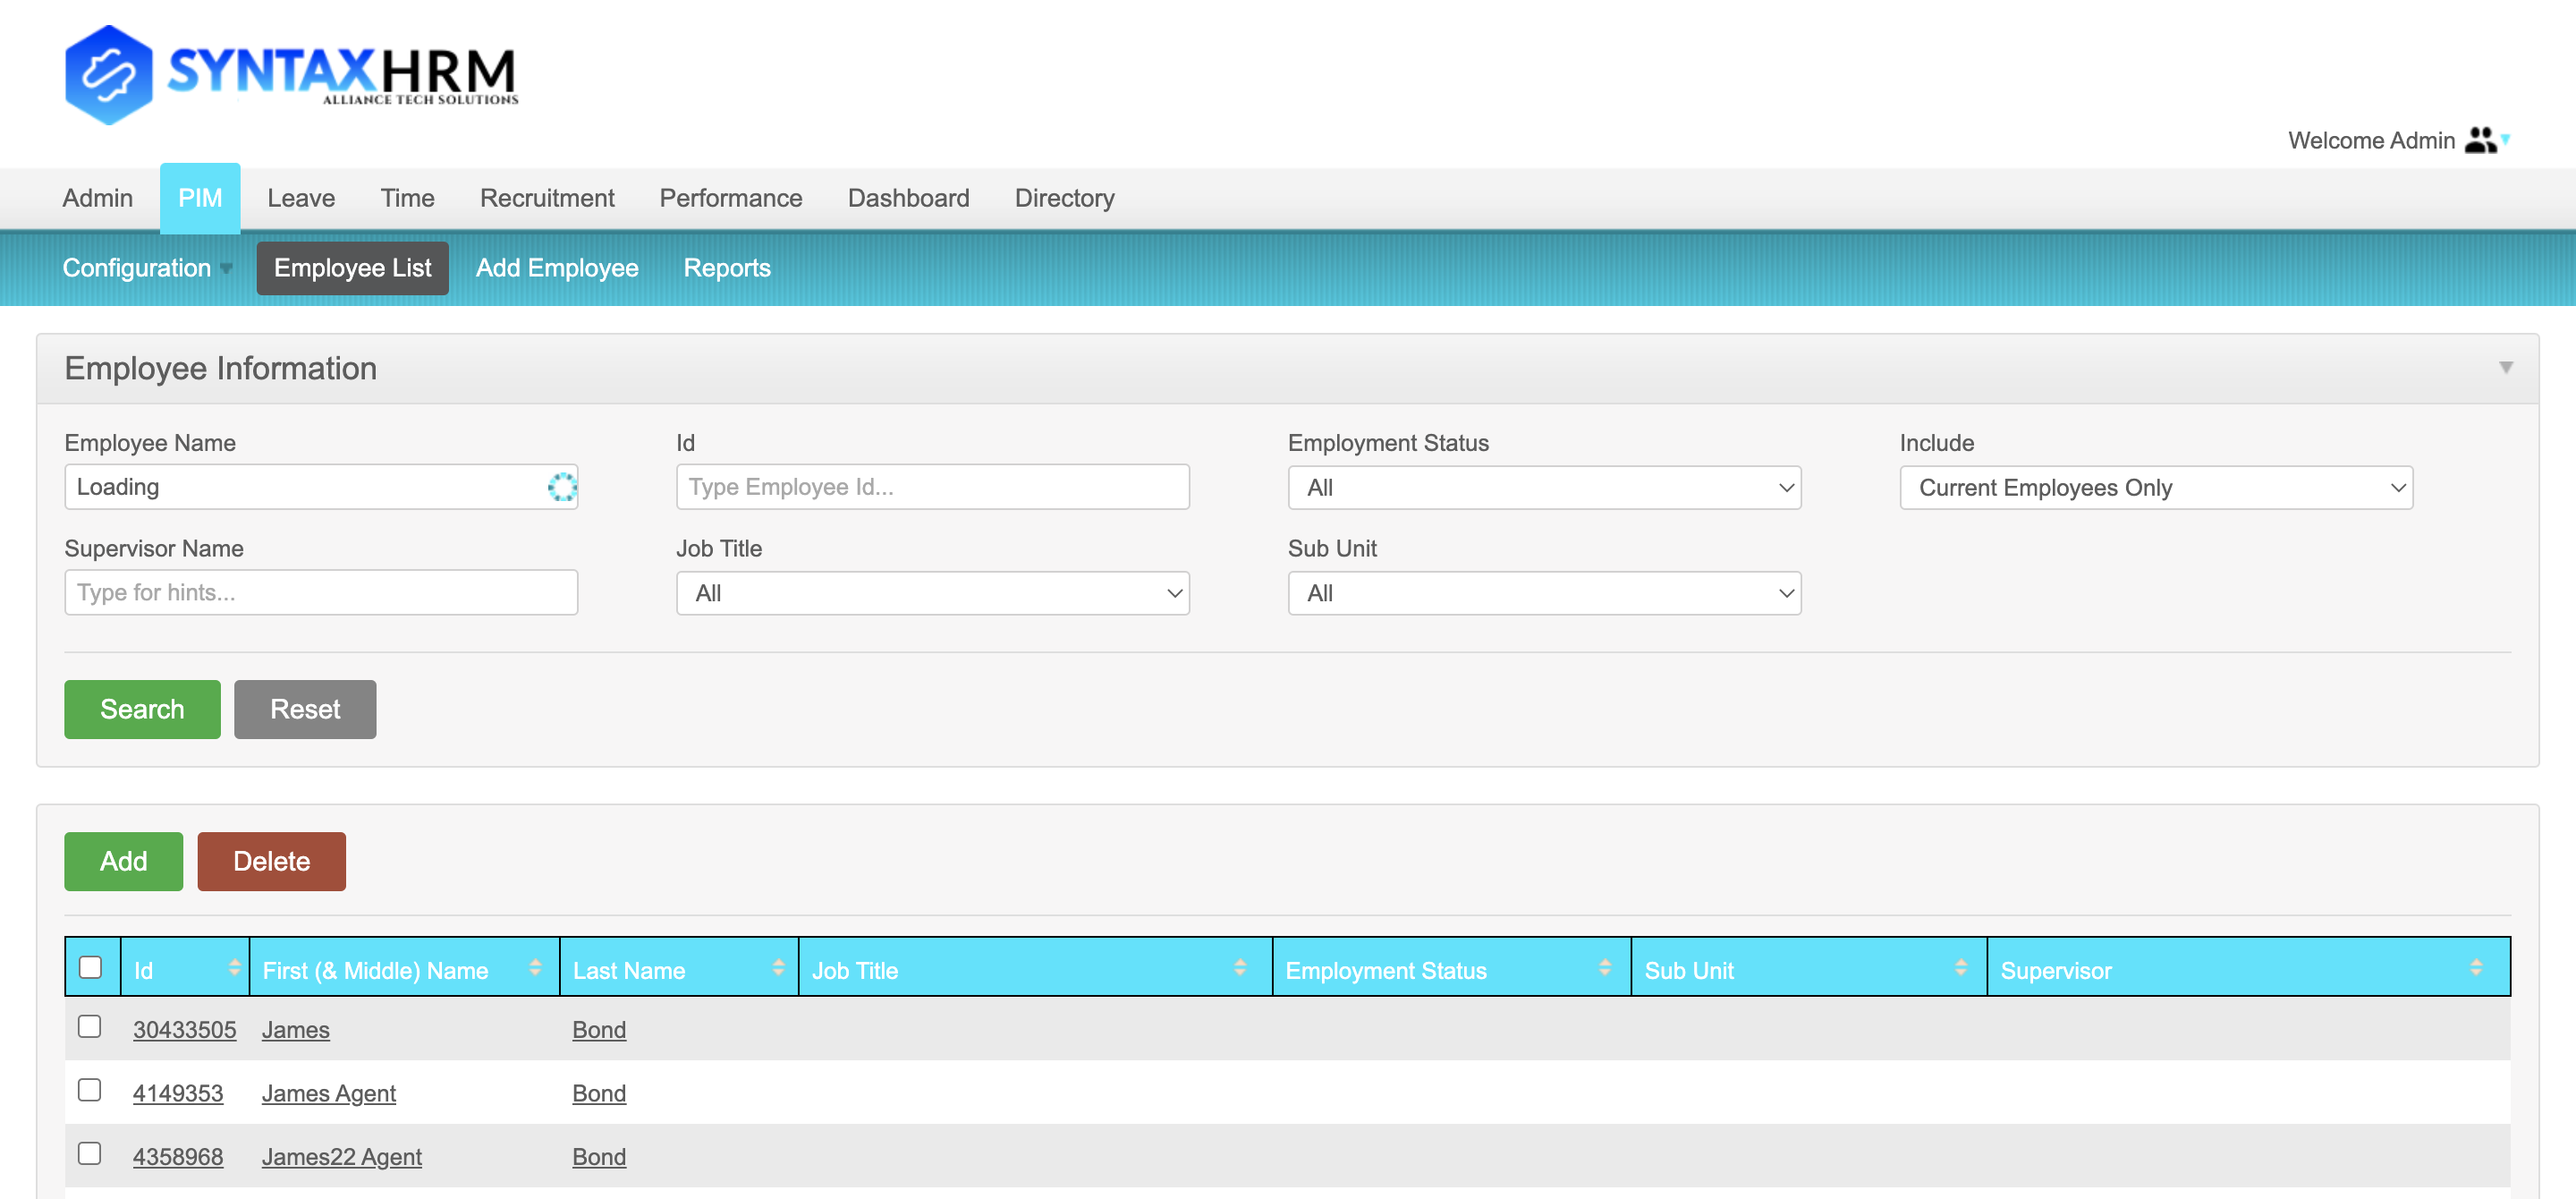 SYNTAXHRM
ALLIANCE TECH SOLUTIONS
Welcome Admin
Admin PIM Leave Time Recruitment Performance Dashboard Directory
Configuration Employee List Add Employee Reports
Employee Information
Employee Name Id Employment Status Include
Loading Type Employee Id... All Current Employees Only
Supervisor Name Job Title Sub Unit
Type for hints... All All
Search Reset
Add Delete
Id First (& Middle) Name Last Name Job Title Employment Status Sub Unit Supervisor
30433505 James Bond
4149353 James Agent Bond
4358968 James22 Agent Bond